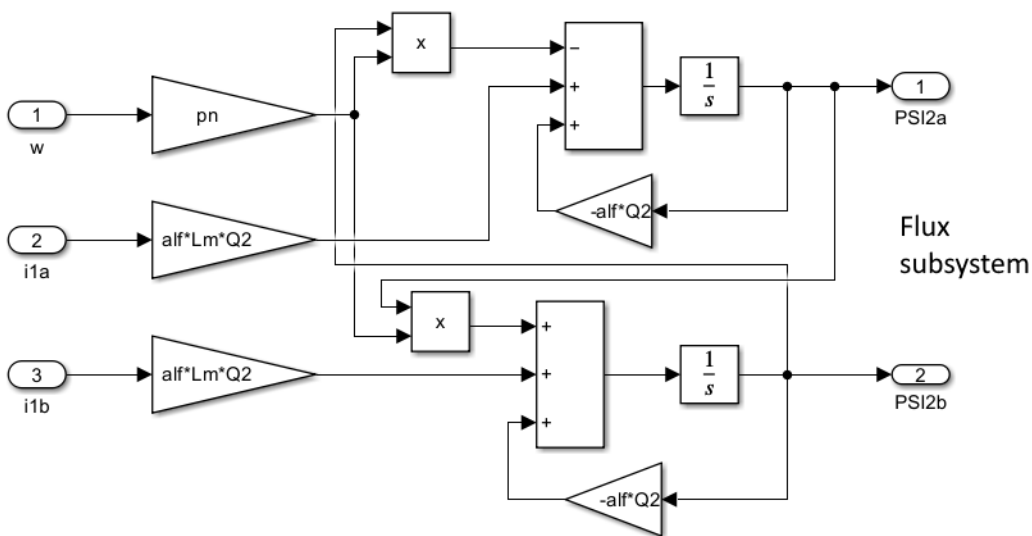 x
−
+
+
1
s
1
PSI2a
1
w
pn
-alf*Q2
2
i1a
alf*Lm*Q2
Flux
subsystem
x
+
+
+
1
s
3
i1b
alf*Lm*Q2
2
PSI2b
-alf*Q2